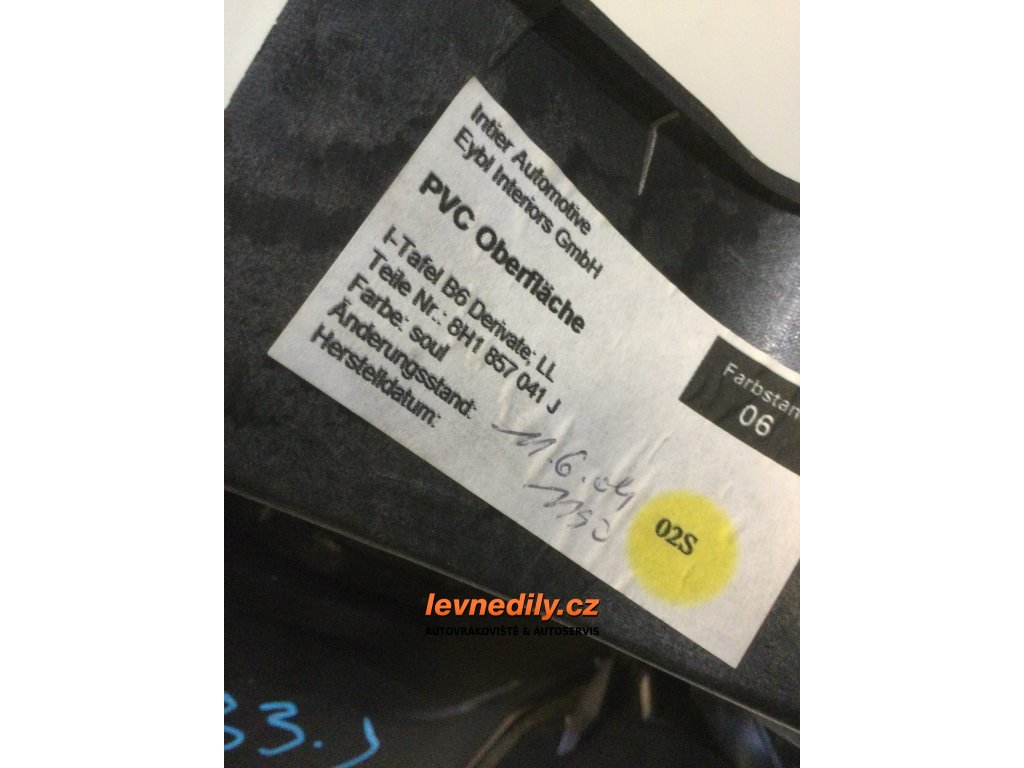 Intier Automotive
Eybl Interiors GmbH
PVC Oberfläche
I-Tafel B6 Derivate; LL
Teile Nr.: 8H1 857 041 J
Farbe: soul
Änderungsstand:
Herstelldatum:
11.6.04
Farbstan
06
02S
levnedily.cz
AUTOVRAKOVIŠTĚ & AUTOSERVIS
33.